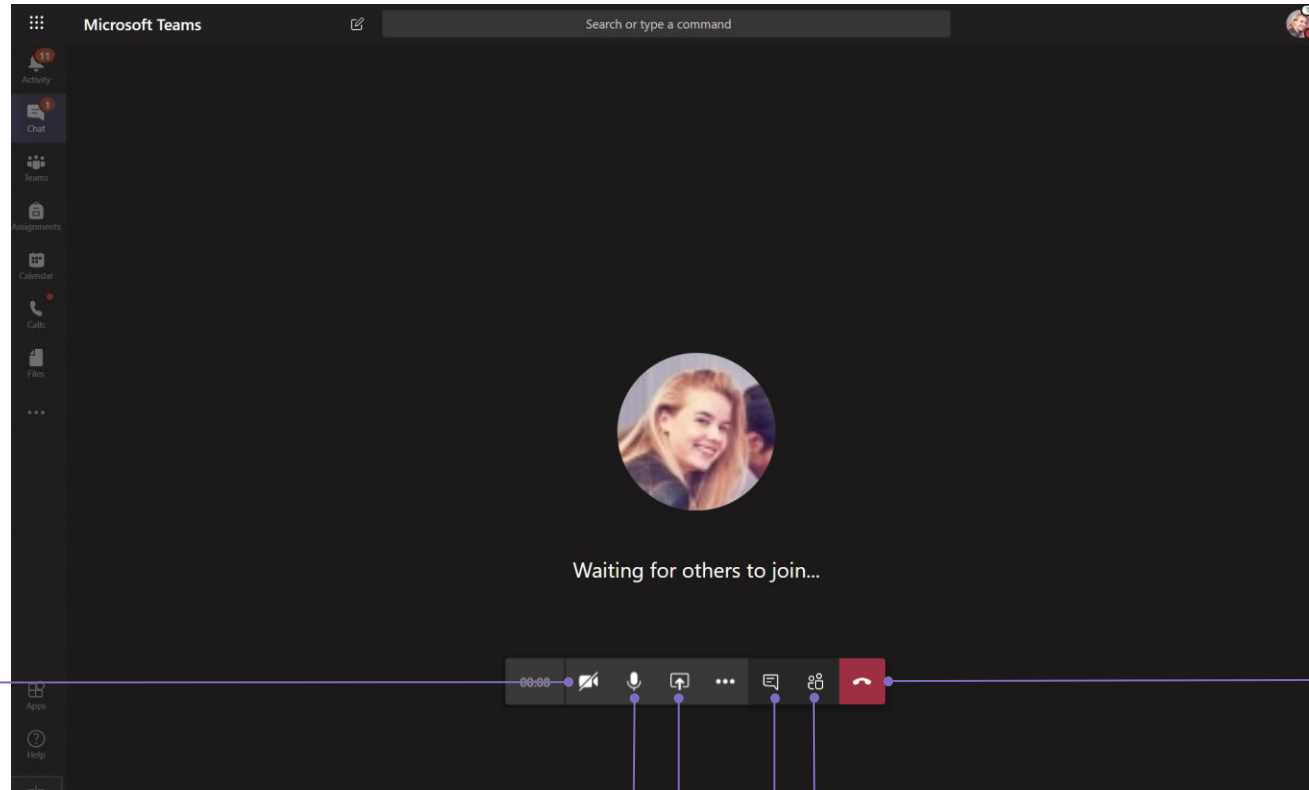 Microsoft Teams
Search or type a command
11
Activity
1
Chat
Teams
Assignments
Calendar
Calls
Files
Waiting for others to join...
00:08
Apps
Help